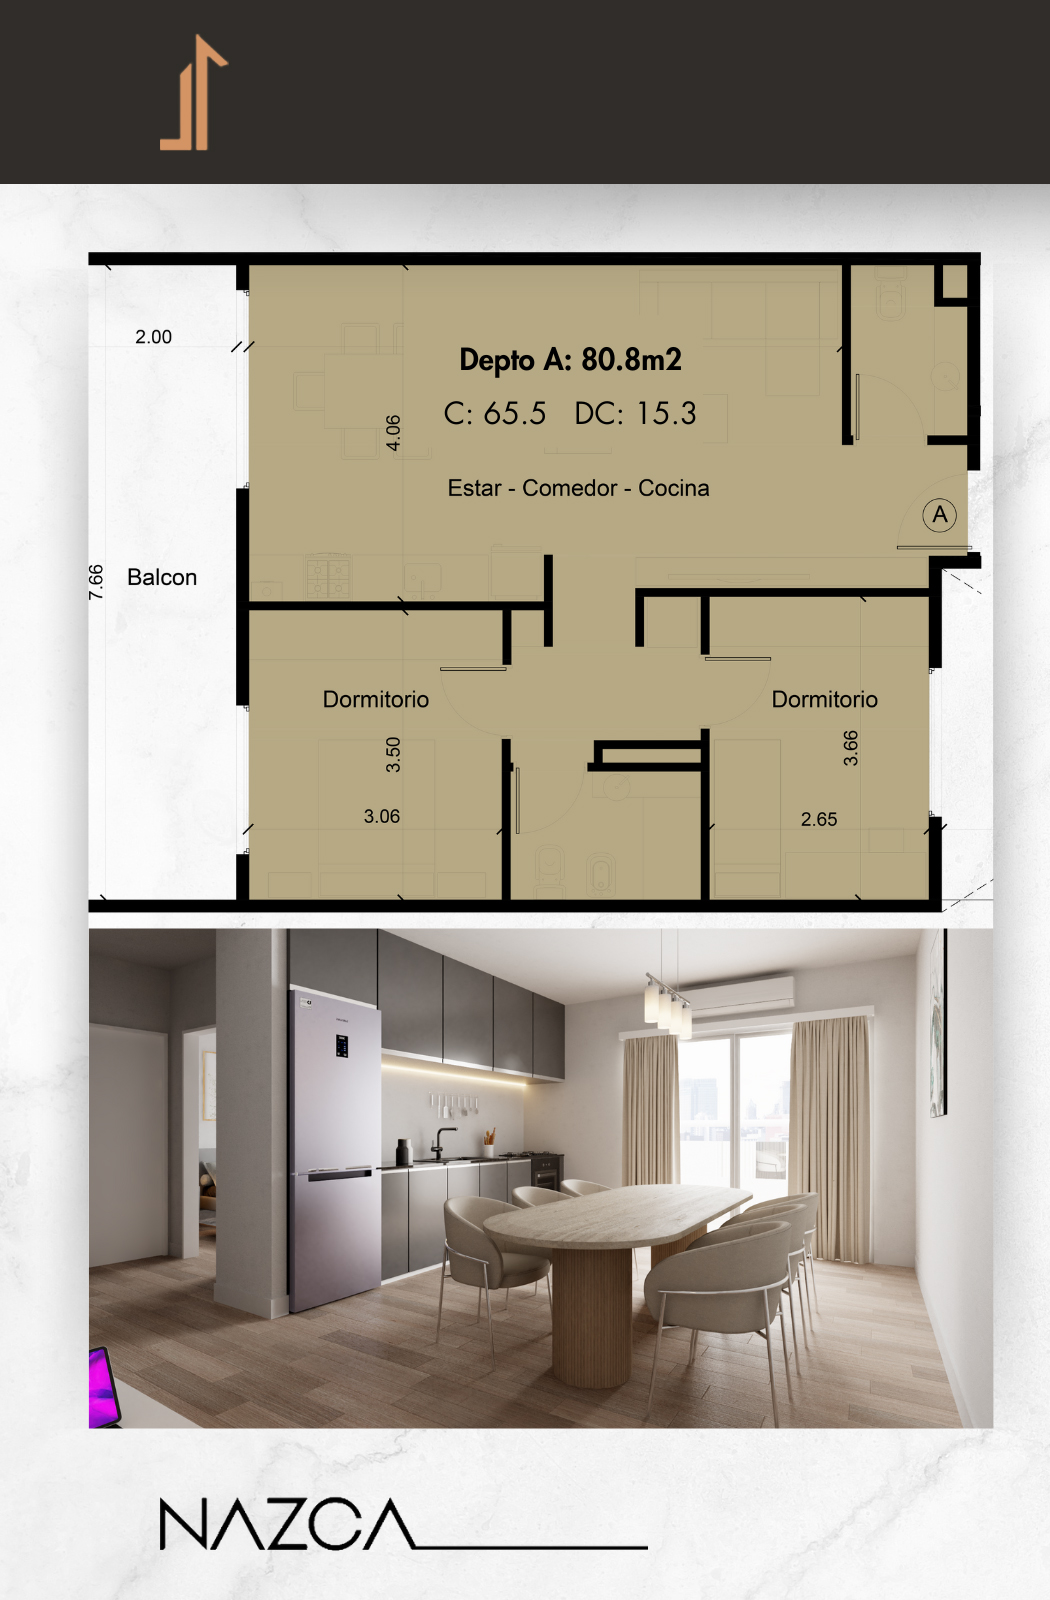 2.00
Depto A: 80.8m2
C: 65.5 DC: 15.3
4.06
Estar - Comedor - Cocina
A
7.66
Balcon
Dormitorio
Dormitorio
3.50
3.66
3.06
2.65
NAZCA